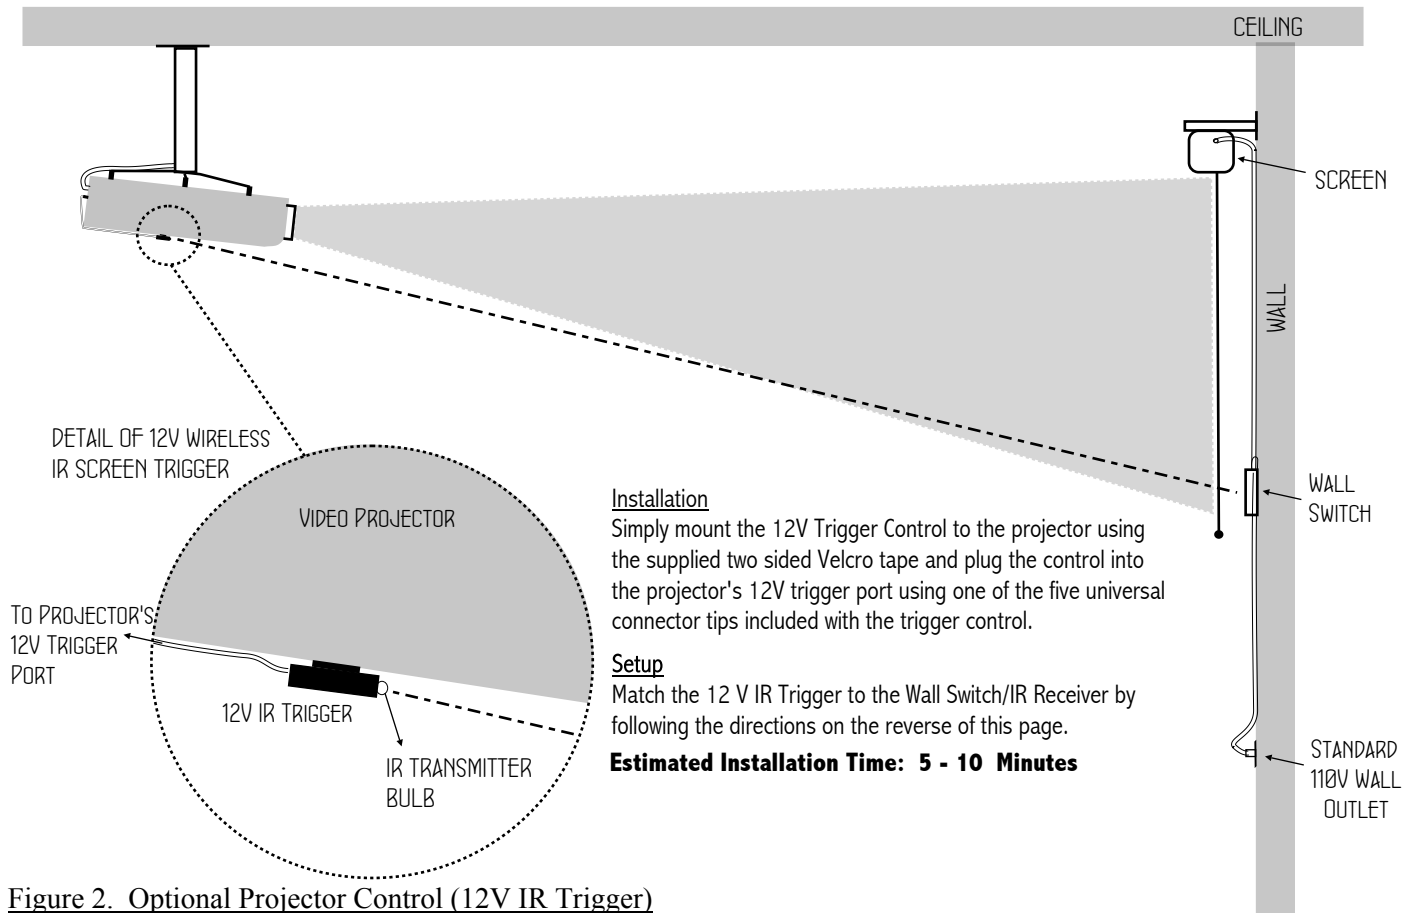 CEILING
SCREEN
WALL
DETAIL OF 12V WIRELESS
IR SCREEN TRIGGER
VIDEO PROJECTOR
TO PROJECTOR'S
12V TRIGGER
PORT
12V IR TRIGGER
IR TRANSMITTER
BULB
Installation
Simply mount the 12V Trigger Control to the projector using
the supplied two sided Velcro tape and plug the control into
the projector's 12V trigger port using one of the five universal
connector tips included with the trigger control.
Setup
Match the 12 V IR Trigger to the Wall Switch/IR Receiver by
following the directions on the reverse of this page.
Estimated Installation Time: 5 - 10 Minutes
WALL
SWITCH
STANDARD
110V WALL
OUTLET
Figure 2. Optional Projector Control (12V IR Trigger)